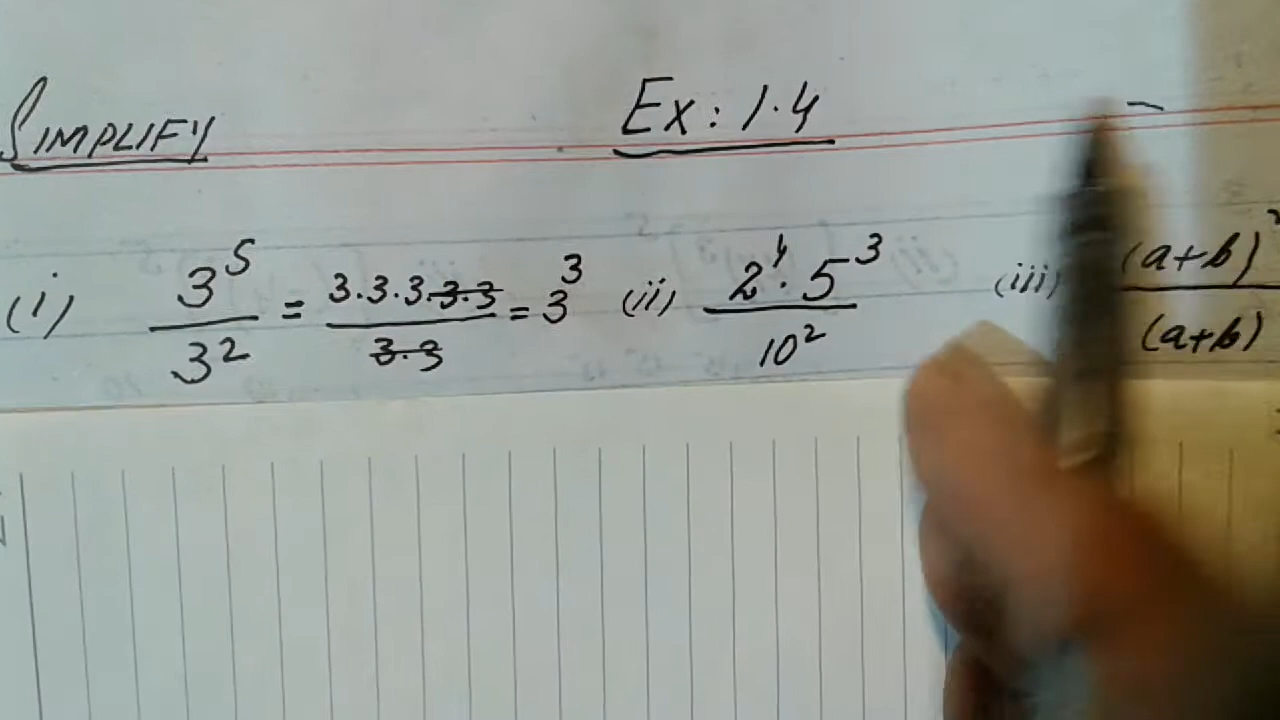 SIMPLIFY
Ex: 1.4
(i) 3^5 / 3^2 = 3.3.3.3.3 / 3.3 = 3^3
(ii) 2^4 . 5^3 / 10^2
(iii) (a+b) / (a+b)